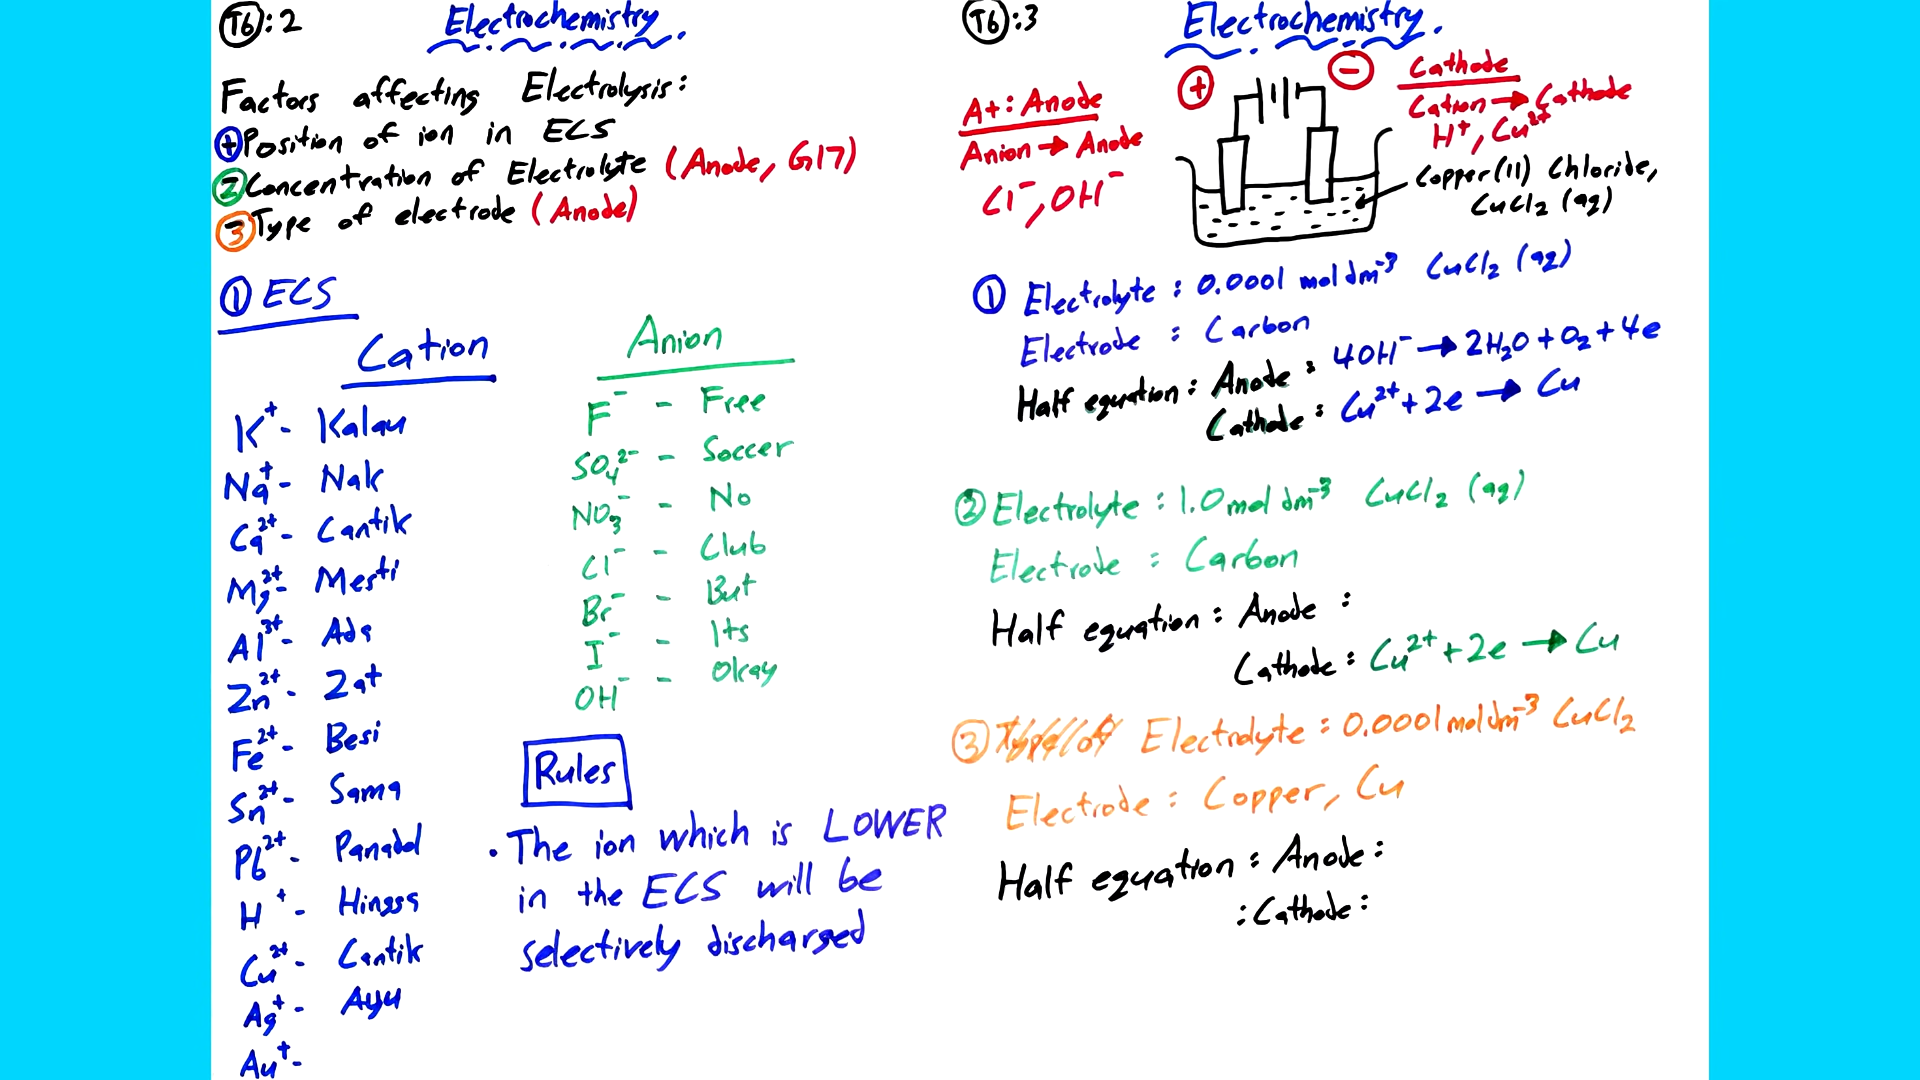 T6:2 Electrochemistry.
Factors affecting Electrolysis:
1 Position of ion in ECS
2 Concentration of Electrolyte (Anode, G17)
3 Type of electrode (Anode)
1 ECS
Cation
K⁺- Kalau
Na⁺- Nak
Ca²⁺- Cantik
Mg²⁺- Mesti
Al³⁺- Ada
Zn²⁺- Zat
Fe²⁺- Besi
Sn²⁺- Sama
Pb²⁺- Panadol
H⁺- Hingga
Cu²⁺- Cantik
Ag⁺- Ayu
Au⁺-
Anion
F⁻ - Free
SO₄²⁻ - Soccer
NO₃⁻ - No
Cl⁻ - Club
Br⁻ - But
I⁻ - Its
OH⁻ - Okay
Rules
• The ion which is LOWER
in the ECS will be
selectively discharged
T6:3 Electrochemistry.
A+: Anode
Anion → Anode
Cl⁻, OH⁻
+
-
Cathode
Cation → Cathode
H⁺, Cu²⁺
Copper(II) Chloride,
CuCl₂ (aq)
1 Electrolyte : 0.0001 mol dm⁻³ CuCl₂ (aq)
Electrode : Carbon
Half equation : Anode : 4OH⁻ → 2H₂O + O₂ + 4e
Cathode : Cu²⁺ + 2e → Cu
2 Electrolyte : 1.0 mol dm⁻³ CuCl₂ (aq)
Electrode : Carbon
Half equation : Anode :
Cathode : Cu²⁺ + 2e → Cu
3 Type of Electrolyte : 0.0001 mol dm⁻³ CuCl₂
Electrode : Copper, Cu
Half equation : Anode :
: Cathode :